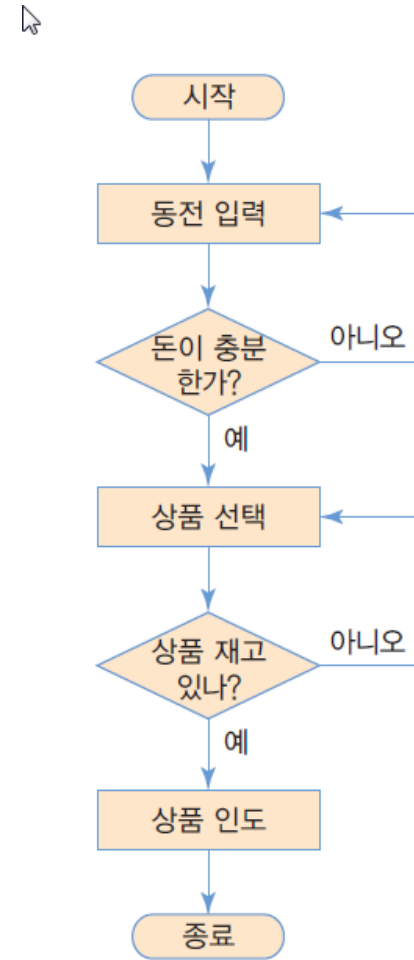 시작
동전 입력
돈이 충분
한가?
아니오
예
상품 선택
상품 재고
있나?
아니오
예
상품 인도
종료